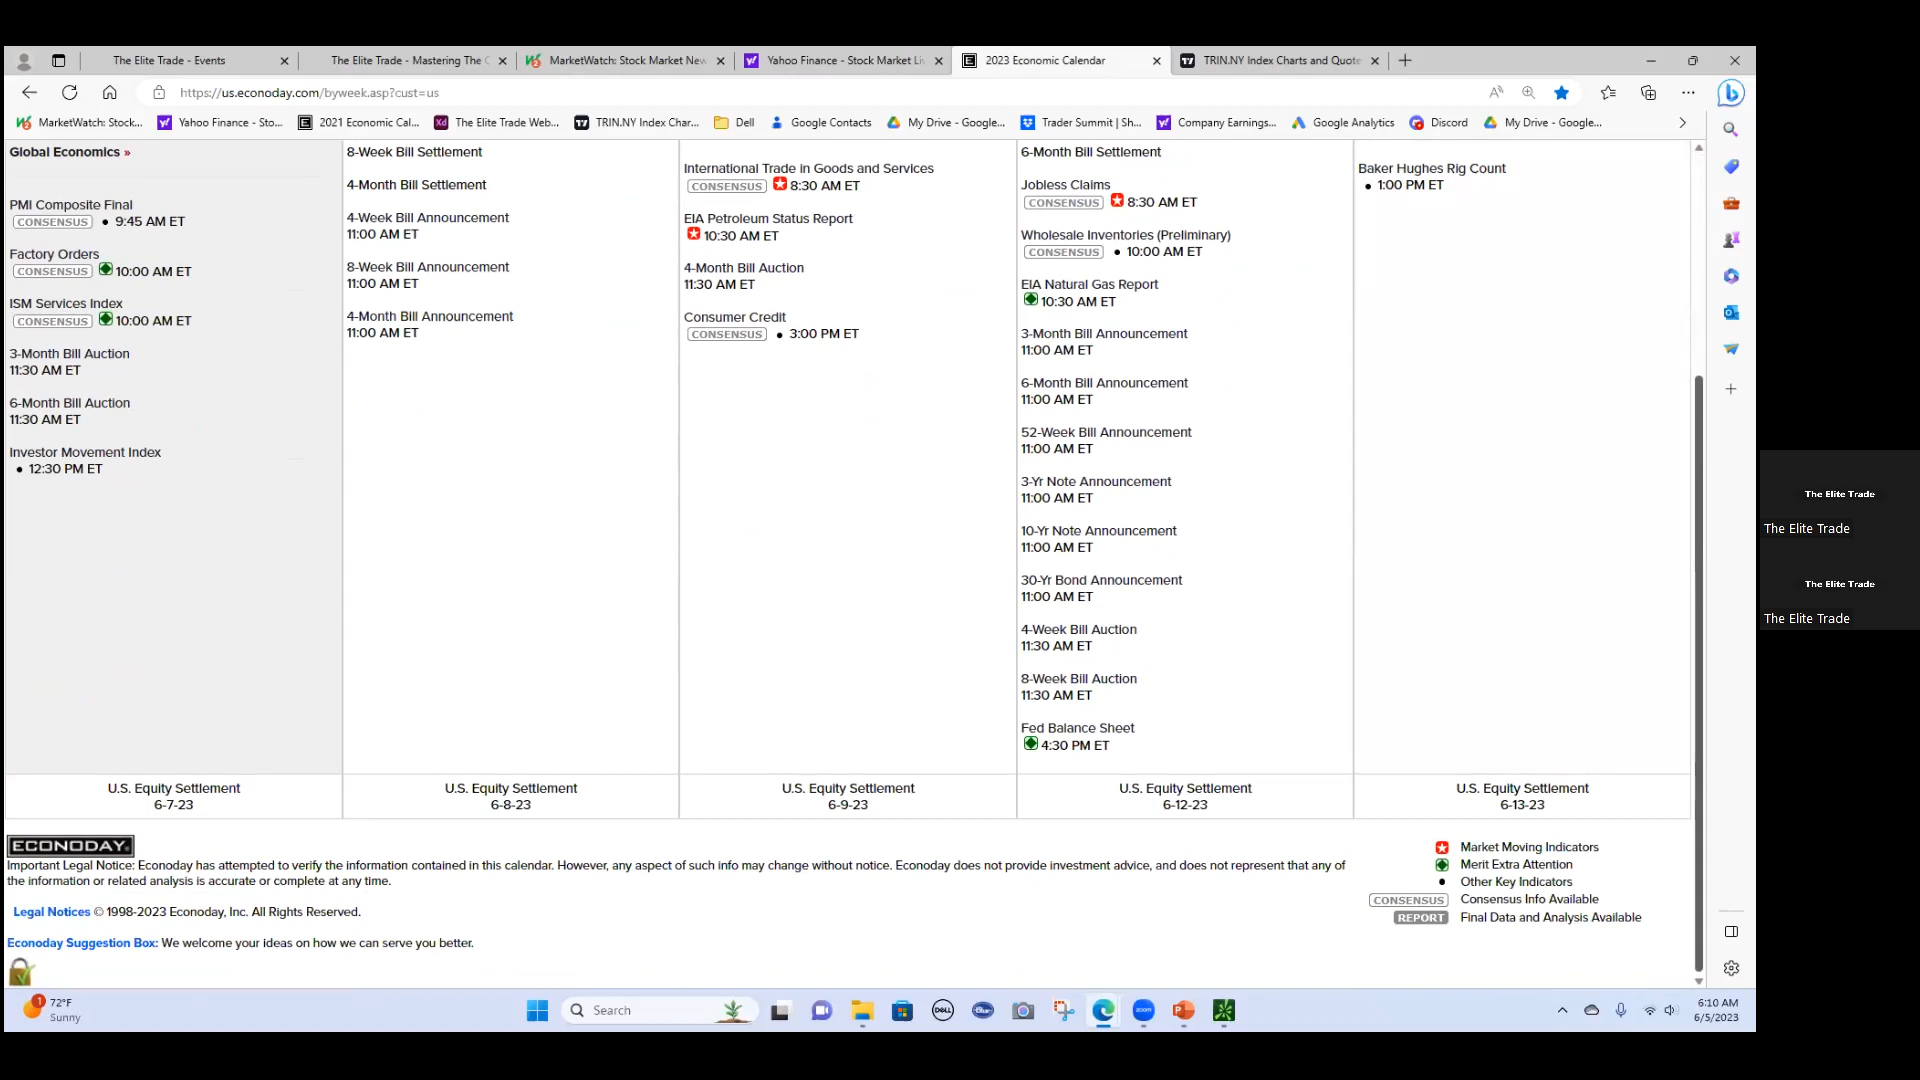 The Elite Trade - Events
The Elite Trade - Mastering The C
MarketWatch: Stock Market New
Yahoo Finance - Stock Market Li
2023 Economic Calendar
TRIN.NY Index Charts and Quote
https://us.econoday.com/byweek.asp?cust=us
MarketWatch: Stock...
Yahoo Finance - Sto...
2021 Economic Cal...
The Elite Trade Web...
TRIN.NY Index Char...
Dell
Google Contacts
My Drive - Google...
Trader Summit | Sh...
Company Earnings...
Google Analytics
Discord
My Drive - Google...
Global Economics »
PMI Composite Final
CONSENSUS • 9:45 AM ET
Factory Orders
CONSENSUS 10:00 AM ET
ISM Services Index
CONSENSUS 10:00 AM ET
3-Month Bill Auction
11:30 AM ET
6-Month Bill Auction
11:30 AM ET
Investor Movement Index
• 12:30 PM ET
8-Week Bill Settlement
4-Month Bill Settlement
4-Week Bill Announcement
11:00 AM ET
8-Week Bill Announcement
11:00 AM ET
4-Month Bill Announcement
11:00 AM ET
International Trade in Goods and Services
CONSENSUS 8:30 AM ET
EIA Petroleum Status Report
10:30 AM ET
4-Month Bill Auction
11:30 AM ET
Consumer Credit
CONSENSUS • 3:00 PM ET
6-Month Bill Settlement
Jobless Claims
CONSENSUS 8:30 AM ET
Wholesale Inventories (Preliminary)
CONSENSUS • 10:00 AM ET
EIA Natural Gas Report
10:30 AM ET
3-Month Bill Announcement
11:00 AM ET
6-Month Bill Announcement
11:00 AM ET
52-Week Bill Announcement
11:00 AM ET
3-Yr Note Announcement
11:00 AM ET
10-Yr Note Announcement
11:00 AM ET
30-Yr Bond Announcement
11:00 AM ET
4-Week Bill Auction
11:30 AM ET
8-Week Bill Auction
11:30 AM ET
Fed Balance Sheet
4:30 PM ET
Baker Hughes Rig Count
• 1:00 PM ET
U.S. Equity Settlement
6-7-23
U.S. Equity Settlement
6-8-23
U.S. Equity Settlement
6-9-23
U.S. Equity Settlement
6-12-23
U.S. Equity Settlement
6-13-23
ECONODAY
Important Legal Notice: Econoday has attempted to verify the information contained in this calendar. However, any aspect of such info may change without notice. Econoday does not provide investment advice, and does not represent that any of
the information or related analysis is accurate or complete at any time.
Legal Notices © 1998-2023 Econoday, Inc. All Rights Reserved.
Econoday Suggestion Box: We welcome your ideas on how we can serve you better.
Market Moving Indicators
Merit Extra Attention
• Other Key Indicators
CONSENSUS Consensus Info Available
REPORT Final Data and Analysis Available
The Elite Trade
The Elite Trade
The Elite Trade
The Elite Trade
1
72°F
Sunny
Search
DELL
zoom
6:10 AM
6/5/2023